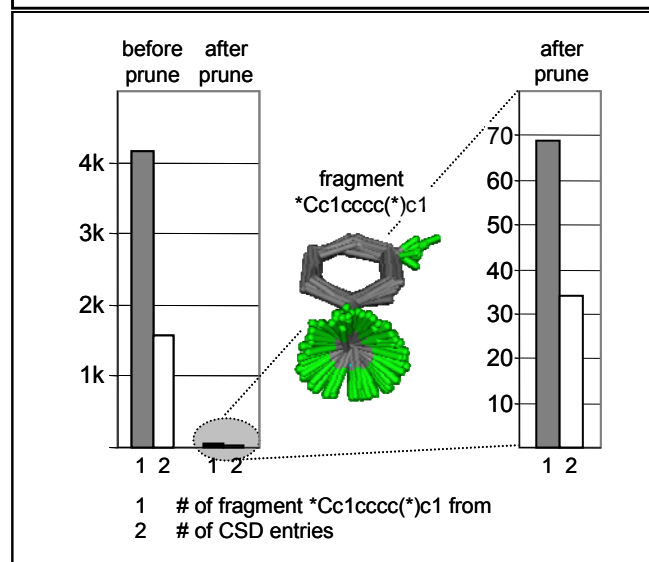 before after
prune prune
4k
3k
2k
1k
1 2
1 2
fragment
*Cc1cccc(*)c1
after
prune
70
60
50
40
30
20
10
1 2
1 # of fragment *Cc1cccc(*)c1 from
2 # of CSD entries